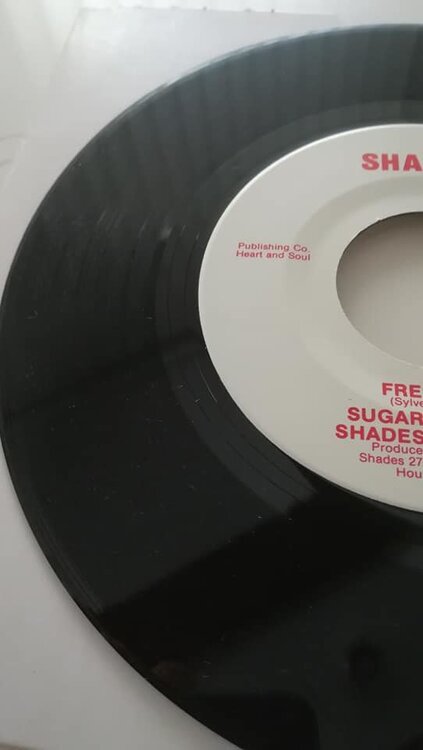 SHA
Publishing Co.
Heart and Soul
FRE
(Sylve
SUGAR
SHADES
Produce
Shades 27
Hou